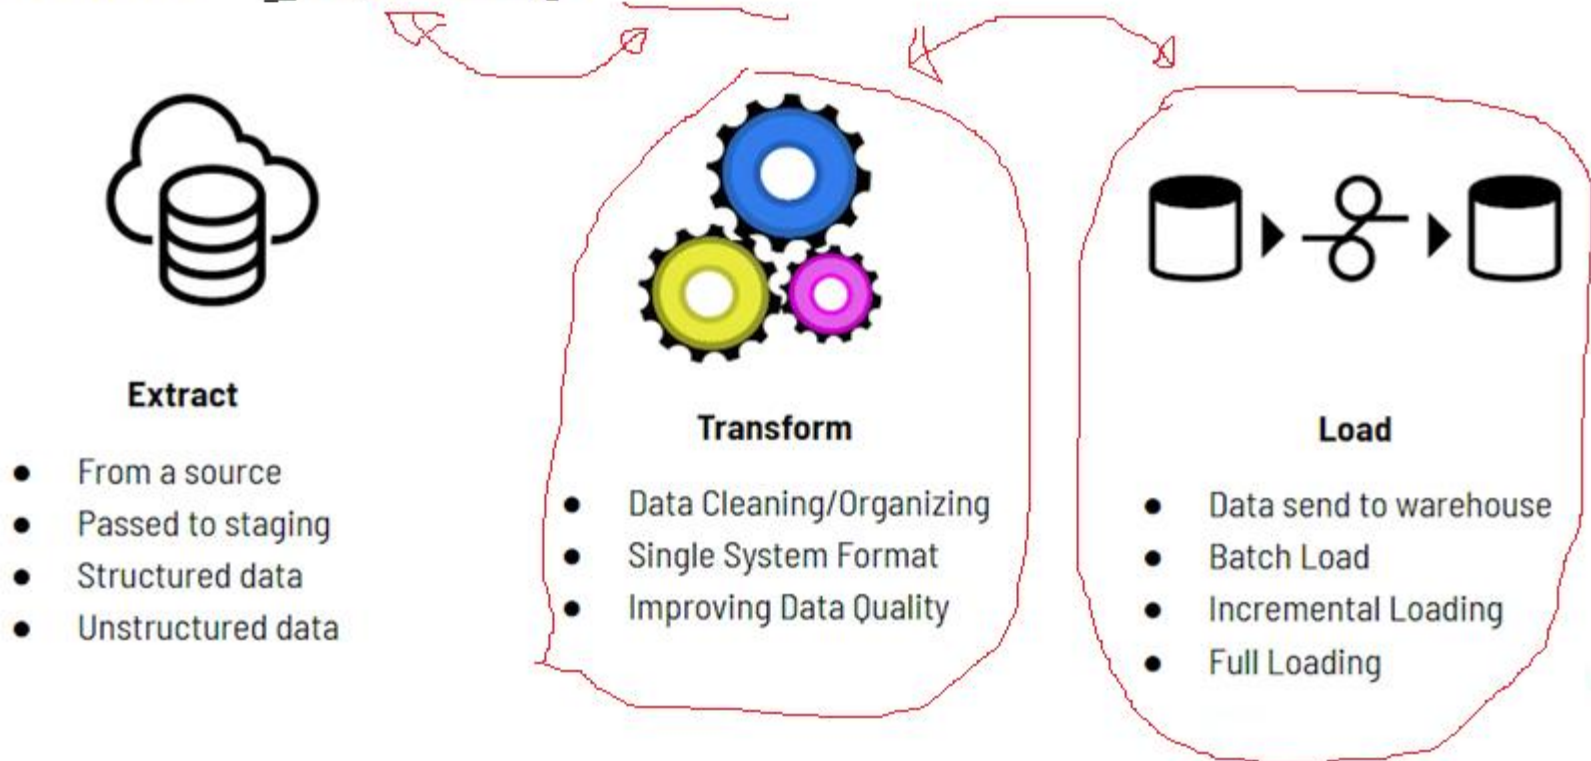 Extract
● From a source
● Passed to staging
● Structured data
● Unstructured data
Transform
● Data Cleaning/Organizing
● Single System Format
● Improving Data Quality
Load
● Data send to warehouse
● Batch Load
● Incremental Loading
● Full Loading